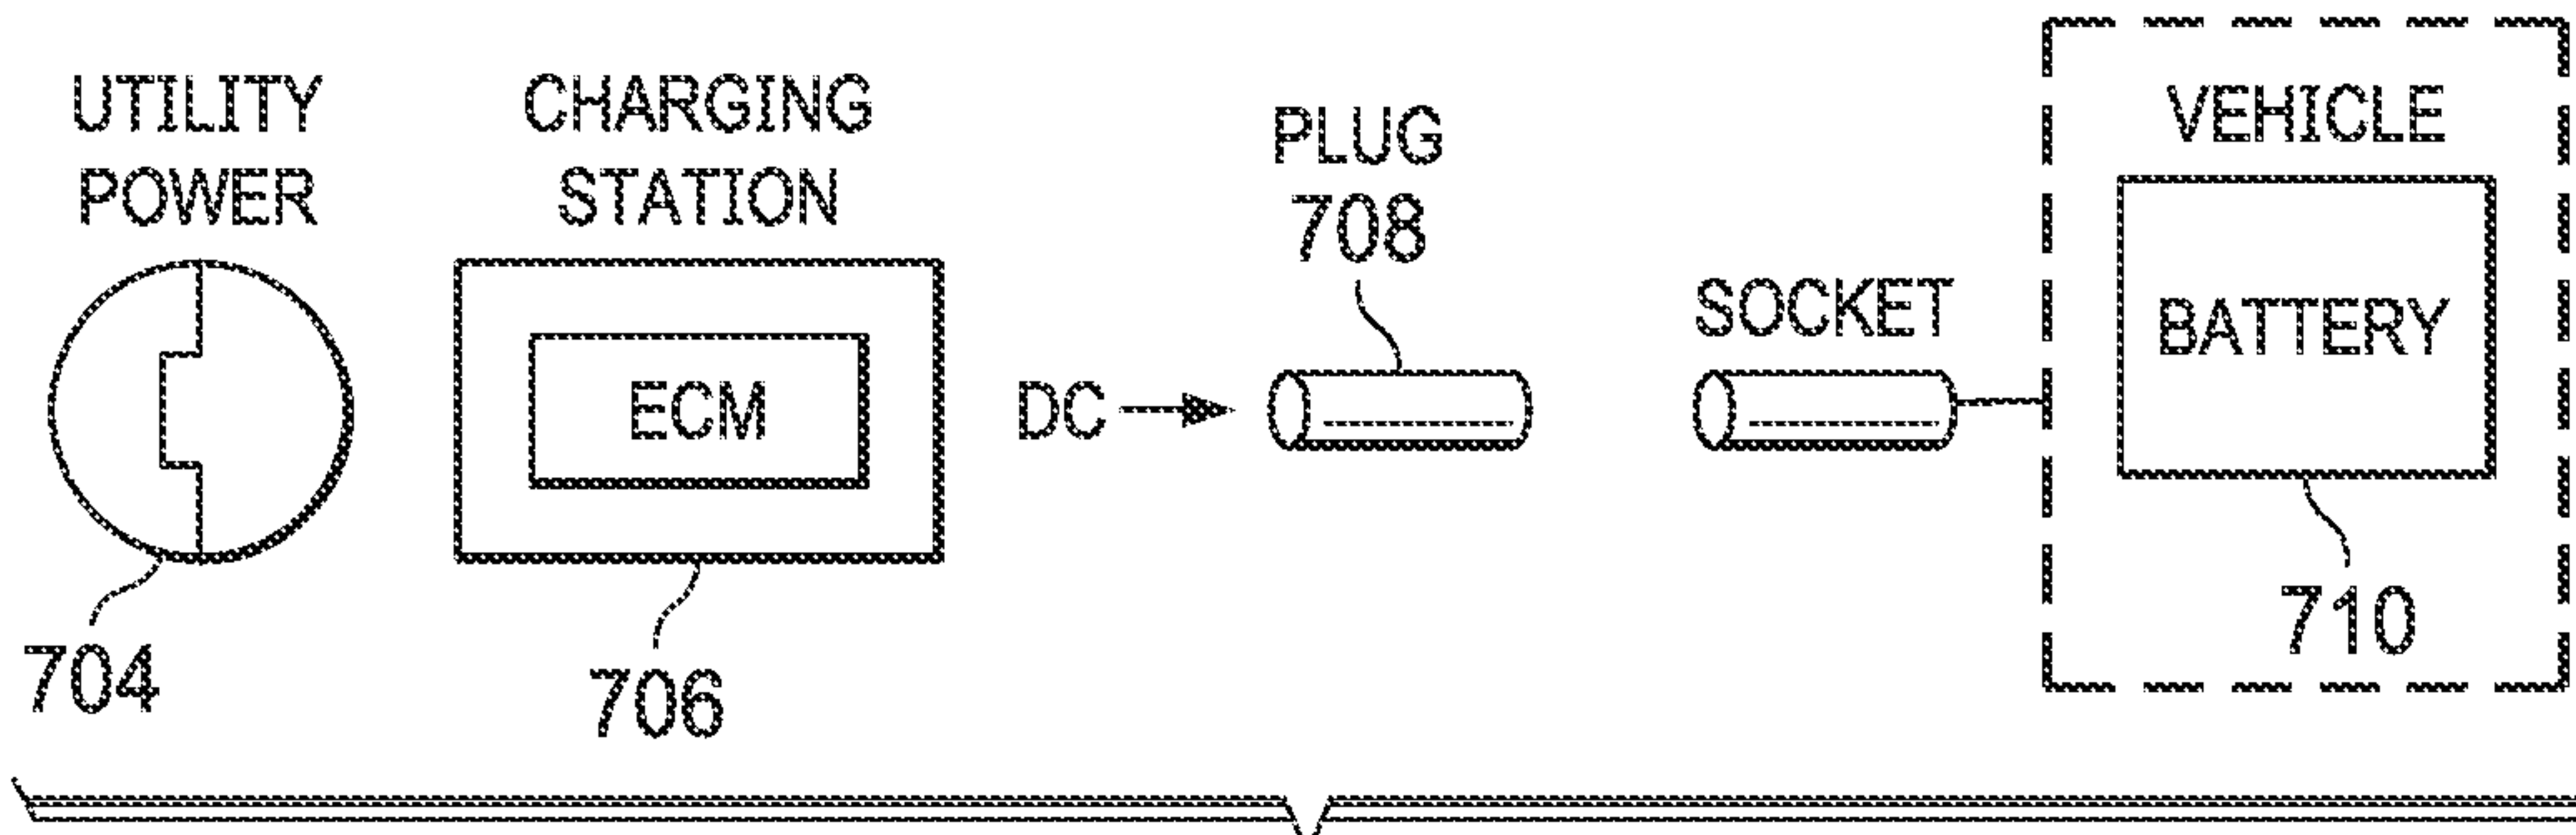 UTILITY
POWER
704
CHARGING
STATION
ECM
706
DC
PLUG
708
SOCKET
VEHICLE
BATTERY
710